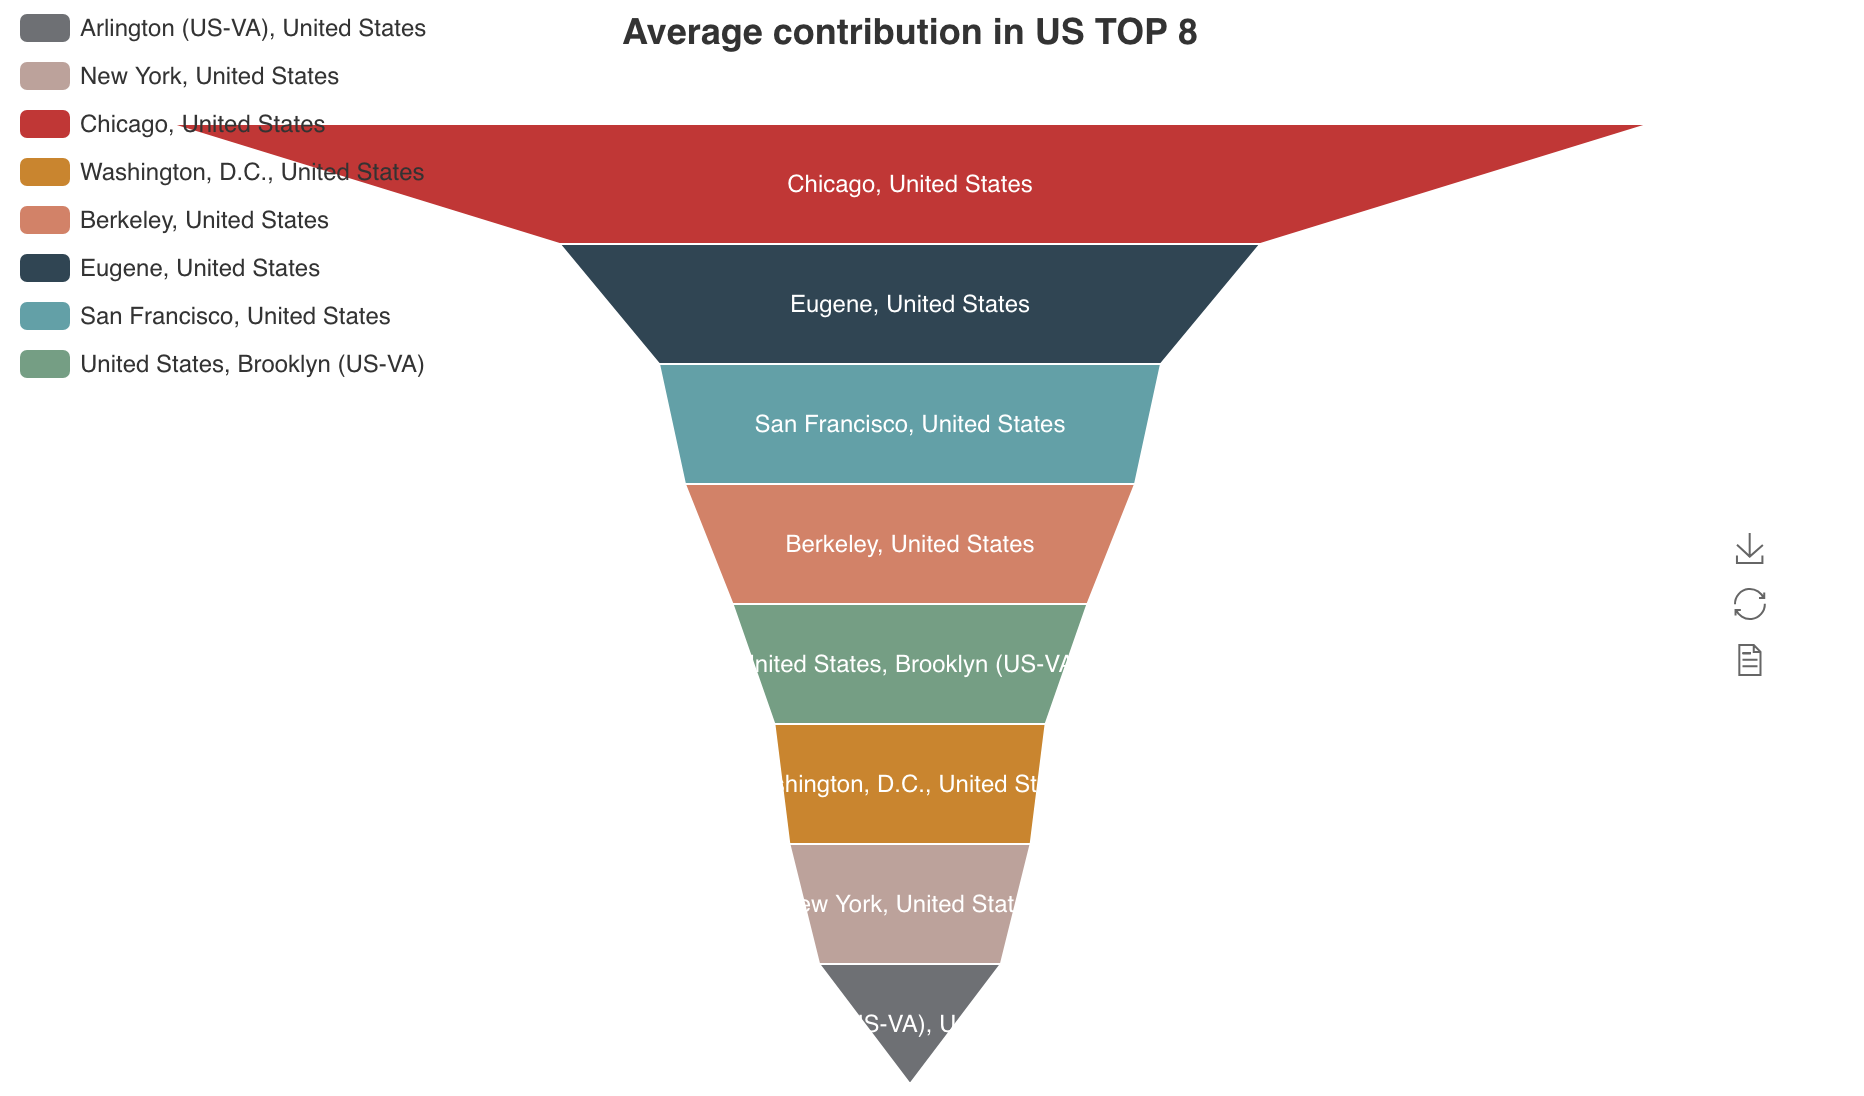 Average contribution in US TOP 8
Arlington (US-VA), United States
New York, United States
Chicago, United States
Washington, D.C., United States
Berkeley, United States
Eugene, United States
San Francisco, United States
United States, Brooklyn (US-VA)
Chicago, United States
Eugene, United States
San Francisco, United States
Berkeley, United States
nited States, Brooklyn (US-VA
hington, D.C., United St
ew York, United Stat
S-VA), U